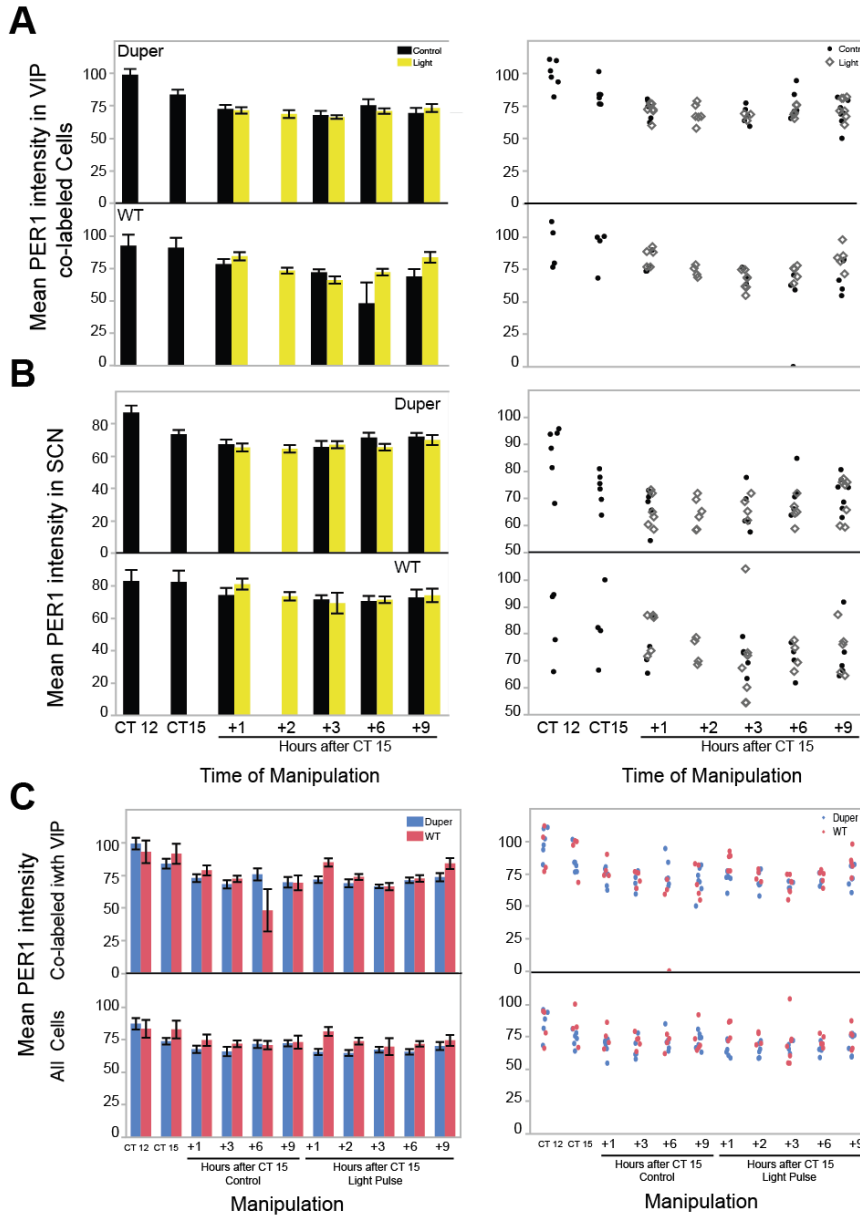 A
Duper
Control
Light
100
75
50
25
0
WT
100
75
50
25
0
Mean PER1 intensity in VIP
co-labeled Cells
Contr
Light
100
75
50
25
0
100
75
50
25
0
B
Duper
80
60
40
20
0
WT
80
60
40
20
0
Mean PER1 intensity in SCN
CT 12 CT15 +1 +2 +3 +6 +9
Hours after CT 15
Time of Manipulation
100
90
80
70
60
50
100
90
80
70
60
50
CT 12 CT15 +1 +2 +3 +6 +9
Hours after CT 15
Time of Manipulation
C
Duper
WT
100
75
50
25
0
100
75
50
25
0
Mean PER1 intensity
Co-labeled iwth VIP
All Cells
CT 12 CT 15 +1 +3 +6 +9 +1 +2 +3 +6 +9
Hours after CT 15 Hours after CT 15
Control Light Pulse
Manipulation
Duper
WT
100
75
50
25
0
100
75
50
25
0
CT 12 CT 15 +1 +3 +6 +9 +1 +2 +3 +6 +9
Hours after CT 15 Hours after CT 15
Control Light Pulse
Manipulation